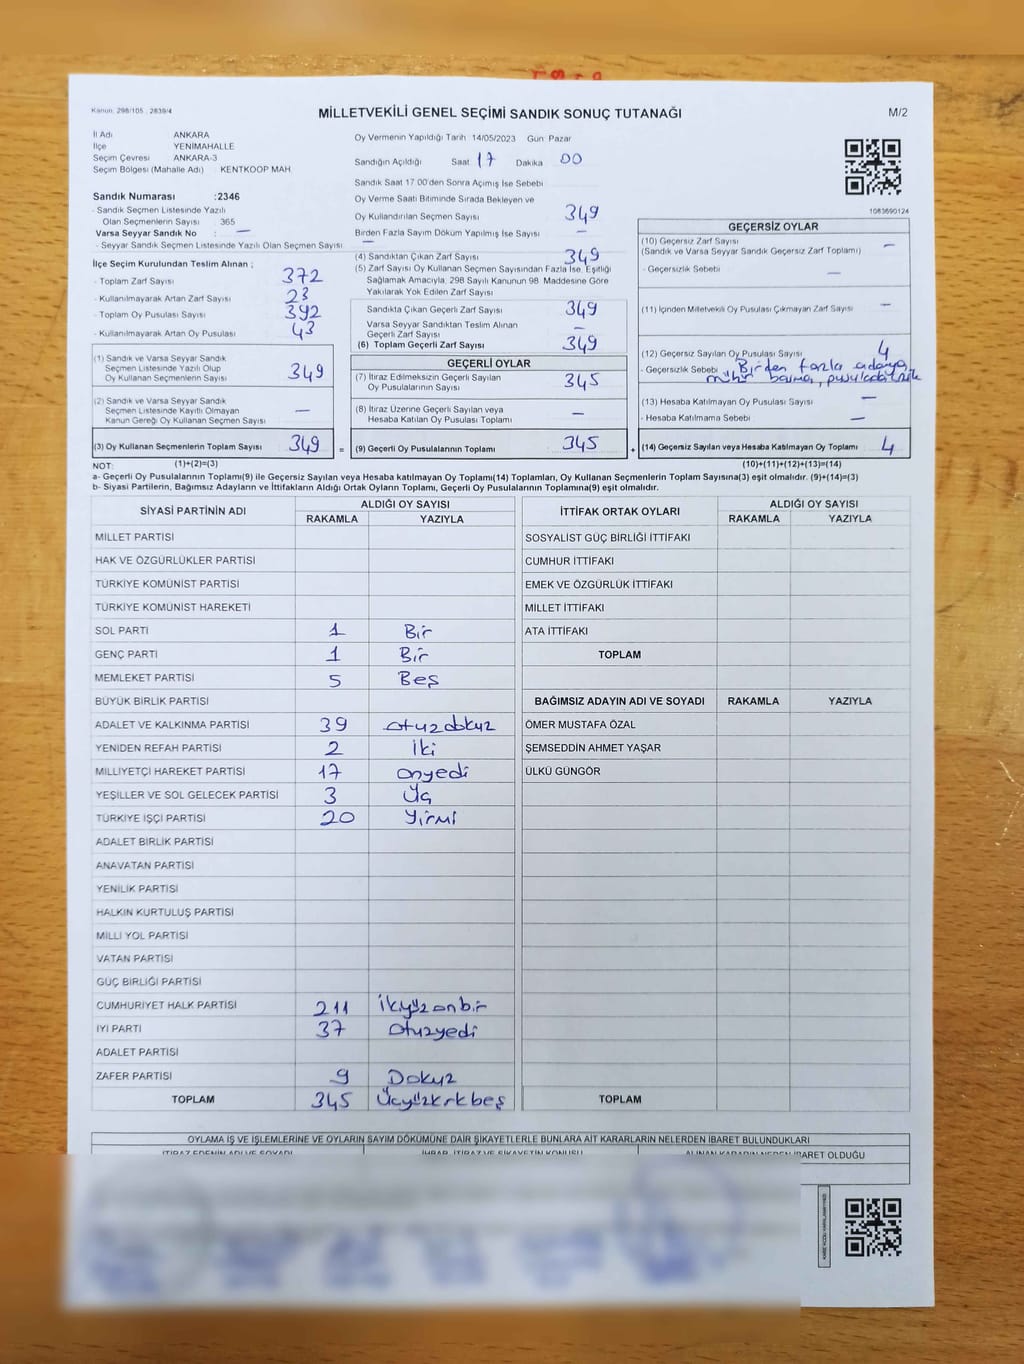 Kanun: 298/105 : 2839/4
MİLLETVEKİLİ GENEL SEÇİMİ SANDIK SONUÇ TUTANAĞI
M/2
İl Adı ANKARA
İlçe YENİMAHALLE
Seçim Çevresi ANKARA-3
Seçim Bölgesi (Mahalle Adı) : KENTKOOP MAH.
Oy Vermenin Yapıldığı Tarih 14/05/2023 Gün Pazar
Sandığın Açıldığı Saat 17 Dakika 00
Sandık Saat 17.00'den Sonra Açımış İse Sebebi
Oy Verme Saati Bitiminde Sırada Bekleyen ve
Oy Kullandırılan Seçmen Sayısı 349
Birden Fazla Sayım Döküm Yapılmış İse Sayısı —
Sandık Numarası :2346
- Sandık Seçmen Listesinde Yazılı
Olan Seçmenlerin Sayısı : 365
Varsa Seyyar Sandık No : —
- Seyyar Sandık Seçmen Listesinde Yazılı Olan Seçmen Sayısı: —
İlçe Seçim Kurulundan Teslim Alınan ;
- Toplam Zarf Sayısı 372
- Kullanılmayarak Artan Zarf Sayısı 23
- Toplam Oy Pusulası Sayısı 392
- Kullanılmayarak Artan Oy Pusulası 43
(1) Sandık ve Varsa Seyyar Sandık
Seçmen Listesinde Yazılı Olup
Oy Kullanan Seçmenlerin Sayısı 349
(2) Sandık ve Varsa Seyyar Sandık
Seçmen Listesinde Kayıtlı Olmayan
Kanun Gereği Oy Kullanan Seçmen Sayısı —
(3) Oy Kullanan Seçmenlerin Toplam Sayısı 349 =
(1)+(2)=(3)
(4) Sandıktan Çıkan Zarf Sayısı 349
(5) Zarf Sayısı Oy Kullanan Seçmen Sayısından Fazla İse, Eşitliği
Sağlamak Amacıyla, 298 Sayılı Kanunun 98. Maddesine Göre
Yakılarak Yok Edilen Zarf Sayısı
Sandıkta Çıkan Geçerli Zarf Sayısı 349
Varsa Seyyar Sandıktan Teslim Alınan
Geçerli Zarf Sayısı —
(6) Toplam Geçerli Zarf Sayısı 349
GEÇERLİ OYLAR
(7) İtiraz Edilmeksizin Geçerli Sayılan
Oy Pusulalarının Sayısı 345
(8) İtiraz Üzerine Geçerli Sayılan veya
Hesaba Katılan Oy Pusulası Toplamı —
(9) Geçerli Oy Pusulalarının Toplamı 345 +
1083690124
GEÇERSİZ OYLAR
(10) Geçersiz Zarf Sayısı —
(Sandık ve Varsa Seyyar Sandık Geçersiz Zarf Toplamı)
- Geçersizlik Sebebi : —
(11) İçinden Milletvekili Oy Pusulası Çıkmayan Zarf Sayısı —
(12) Geçersiz Sayılan Oy Pusulası Sayısı 4
- Geçersizlik Sebebi : Birden fazla adaya
mühür basma, pusulada
(13) Hesaba Katılmayan Oy Pusulası Sayısı —
- Hesaba Katılmama Sebebi : —
(14) Geçersiz Sayılan veya Hesaba Katılmayan Oy Toplamı 4
(10)+(11)+(12)+(13)=(14)
NOT:
a- Geçerli Oy Pusulalarının Toplamı(9) ile Geçersiz Sayılan veya Hesaba katılmayan Oy Toplamı(14) Toplamları, Oy Kullanan Seçmenlerin Toplam Sayısına(3) eşit olmalıdır. (9)+(14)=(3)
b- Siyasi Partilerin, Bağımsız Adayların ve İttifakların Aldığı Ortak Oyların Toplamı, Geçerli Oy Pusulalarının Toplamına(9) eşit olmalıdır.
SİYASİ PARTİNİN ADI
ALDIĞI OY SAYISI
RAKAMLA YAZIYLA
MİLLET PARTİSİ
HAK VE ÖZGÜRLÜKLER PARTİSİ
TÜRKİYE KOMÜNİST PARTİSİ
TÜRKİYE KOMÜNİST HAREKETİ
SOL PARTİ 1 Bir
GENÇ PARTİ 1 Bir
MEMLEKET PARTİSİ 5 Beş
BÜYÜK BİRLİK PARTİSİ
ADALET VE KALKINMA PARTİSİ 39 otuzdokuz
YENİDEN REFAH PARTİSİ 2 İki
MİLLİYETÇİ HAREKET PARTİSİ 17 onyedi
YEŞİLLER VE SOL GELECEK PARTİSİ 3 Üç
TÜRKİYE İŞÇİ PARTİSİ 20 Yirmi
ADALET BİRLİK PARTİSİ
ANAVATAN PARTİSİ
YENİLİK PARTİSİ
HALKIN KURTULUŞ PARTİSİ
MİLLİ YOL PARTİSİ
VATAN PARTİSİ
GÜÇ BİRLİĞİ PARTİSİ
CUMHURİYET HALK PARTİSİ 211 İkiyüzonbir
İYİ PARTİ 37 otuzyedi
ADALET PARTİSİ
ZAFER PARTİSİ 9 Dokuz
TOPLAM 345 Üçyüzkırkbeş
İTTİFAK ORTAK OYLARI
ALDIĞI OY SAYISI
RAKAMLA YAZIYLA
SOSYALİST GÜÇ BİRLİĞİ İTTİFAKI
CUMHUR İTTİFAKI
EMEK VE ÖZGÜRLÜK İTTİFAKI
MİLLET İTTİFAKI
ATA İTTİFAKI
TOPLAM
BAĞIMSIZ ADAYIN ADI VE SOYADI RAKAMLA YAZIYLA
ÖMER MUSTAFA ÖZAL
ŞEMSEDDİN AHMET YAŞAR
ÜLKÜ GÜNGÖR
TOPLAM
OYLAMA İŞ VE İŞLEMLERİNE VE OYLARIN SAYIM DÖKÜMÜNE DAİR ŞİKAYETLERLE BUNLARA AİT KARARLARIN NELERDEN İBARET BULUNDUKLARI
İTİRAZ EDENİN ADI VE SOYADI
İHBAR, İTİRAZ VE ŞİKAYETİN KONUSU
ALINAN KARARIN NEDEN İBARET OLDUĞU